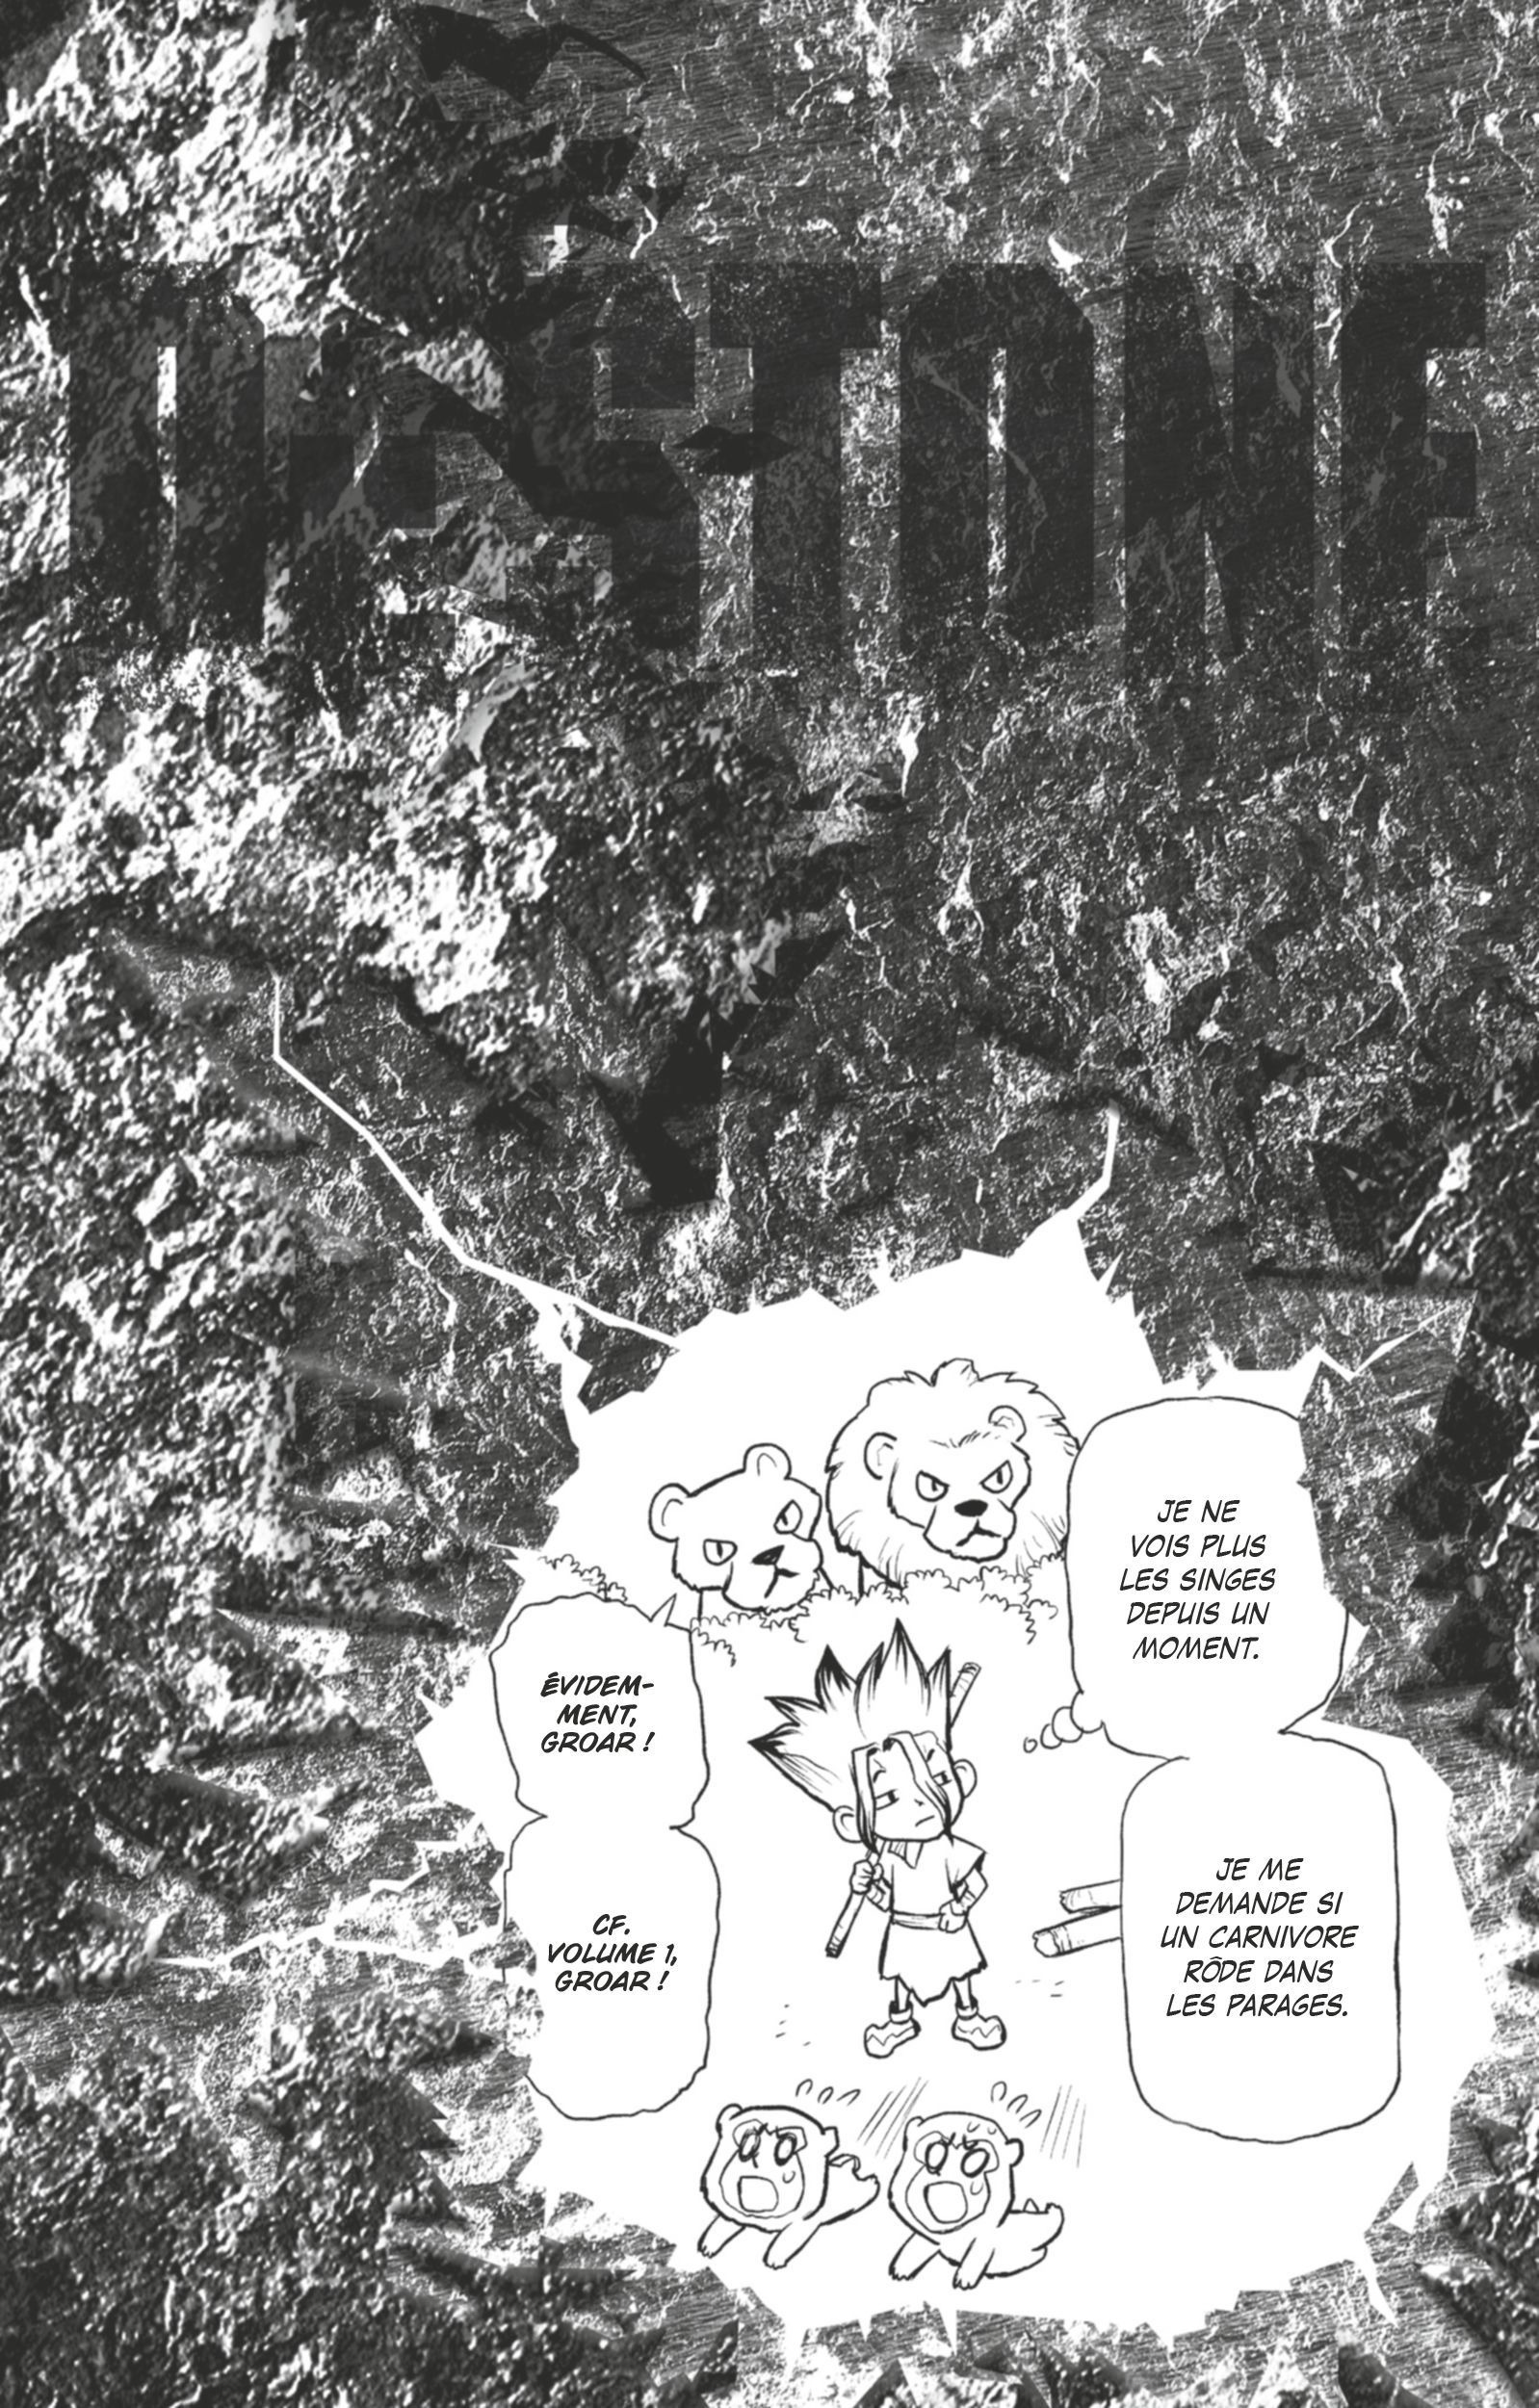 DR.STONE
JE NE
VOIS PLUS
LES SINGES
DEPUIS UN
MOMENT.
JE ME
DEMANDE SI
UN CARNIVORE
RÔDE DANS
LES PARAGES.
ÉVIDEM-
MENT,
GROAR !
CF.
VOLUME 1,
GROAR !